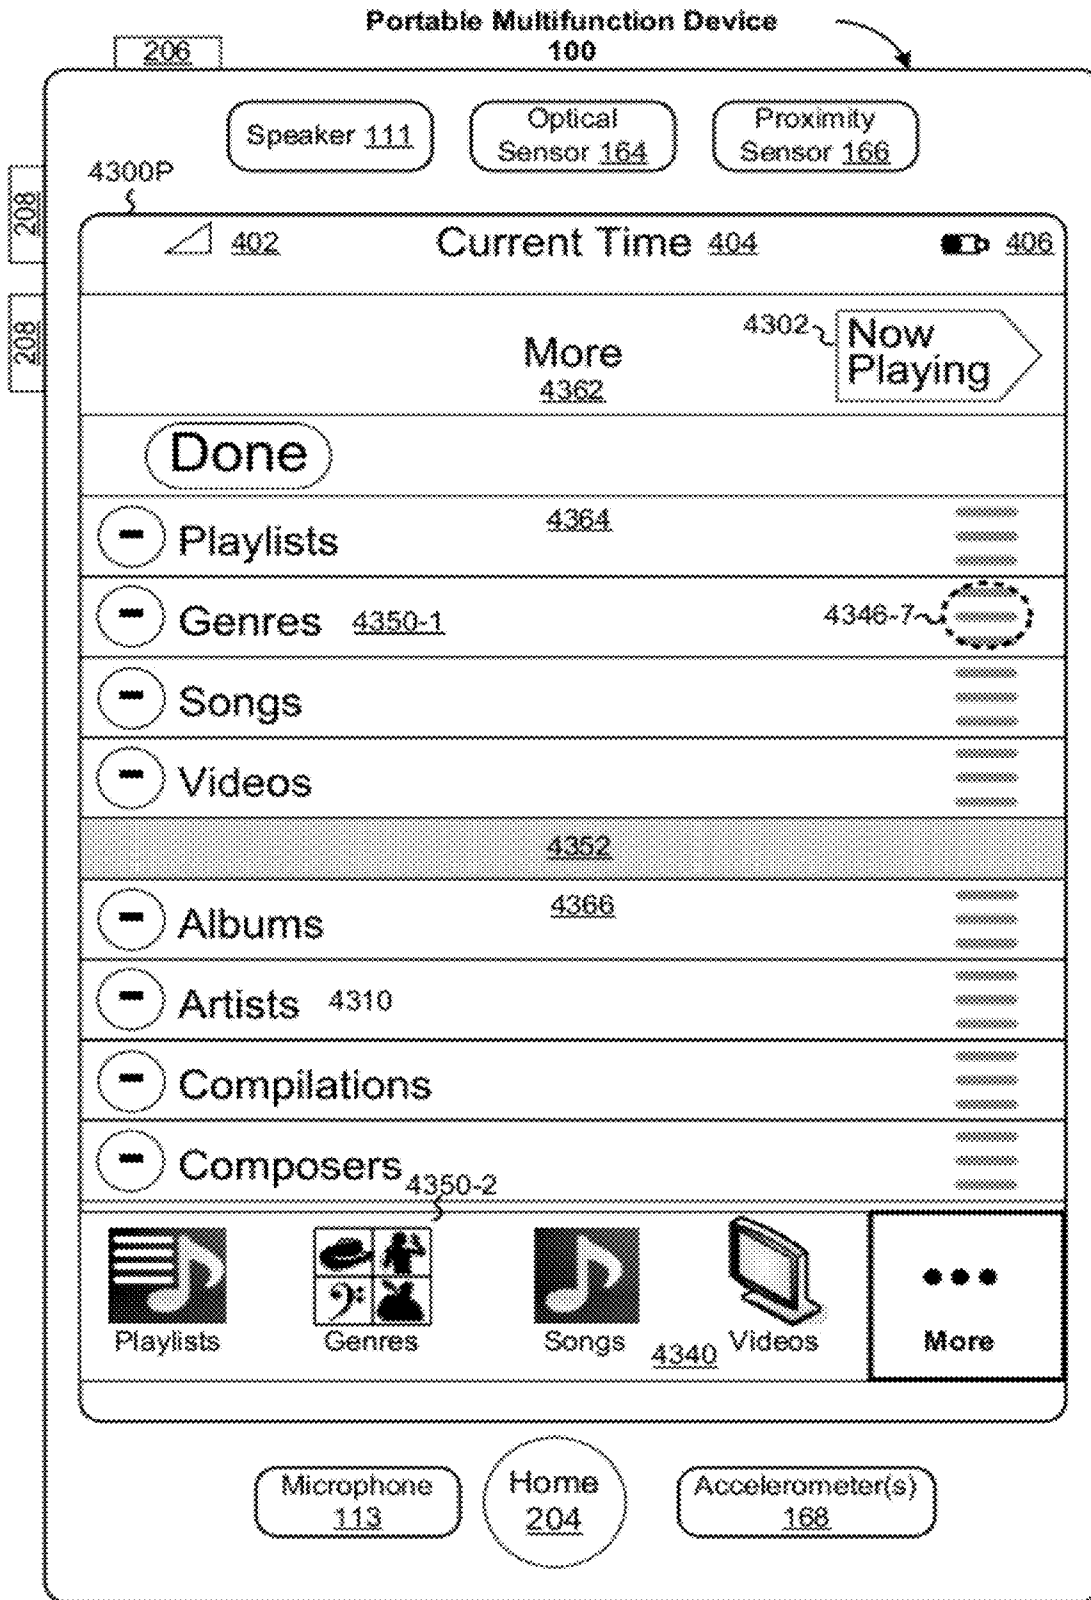 Portable Multifunction Device
100
206
Speaker 111
Optical
Sensor 164
Proximity
Sensor 166
4300P
208
208
402
Current Time 404
406
More
4362
4302
Now
Playing
Done
4364
- Playlists
- Genres 4350-1
4346-7
- Songs
- Videos
4352
4366
- Albums
- Artists 4310
- Compilations
- Composers
4350-2
Playlists
Genres
Songs
4340
Videos
More
Microphone
113
Home
204
Accelerometer(s)
168